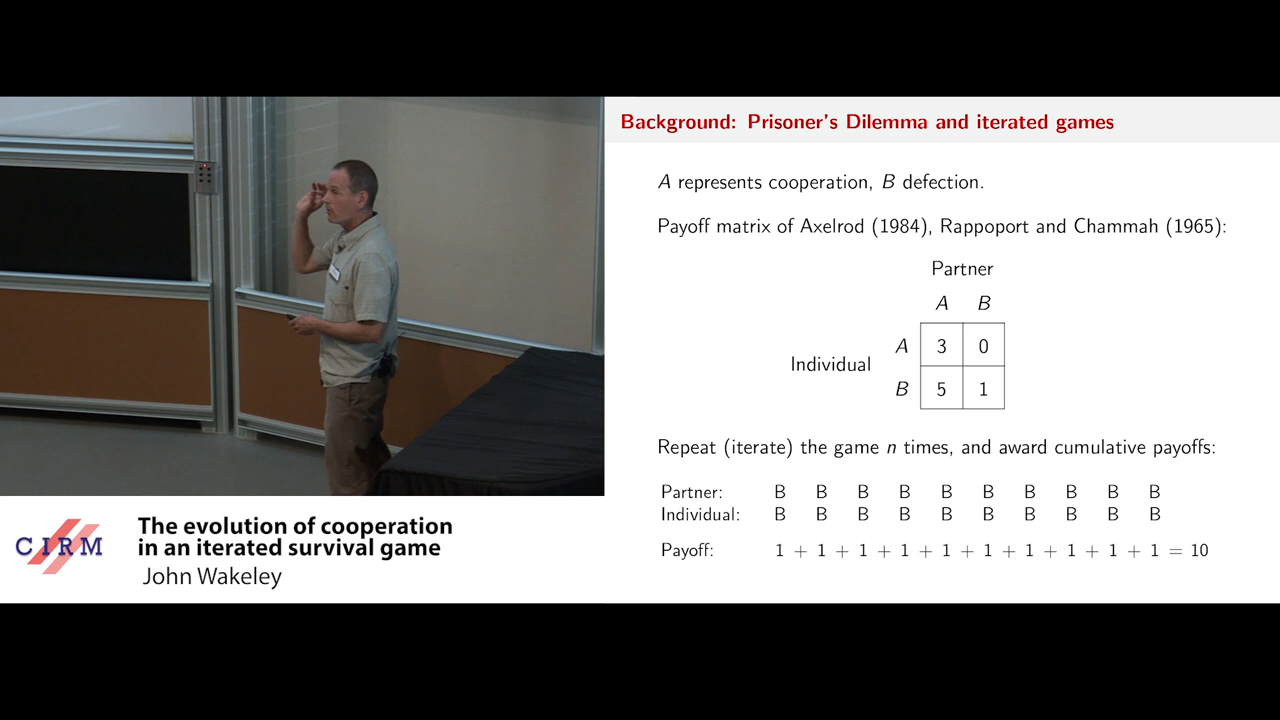 Background: Prisoner's Dilemma and iterated games
A represents cooperation, B defection.
Payoff matrix of Axelrod (1984), Rappoport and Chammah (1965):
Partner
A B
A 3 0
Individual
B 5 1
Repeat (iterate) the game n times, and award cumulative payoffs:
Partner: B B B B B B B B B B
Individual: B B B B B B B B B B
Payoff: 1 + 1 + 1 + 1 + 1 + 1 + 1 + 1 + 1 + 1 = 10
CIRM
The evolution of cooperation
in an iterated survival game
John Wakeley